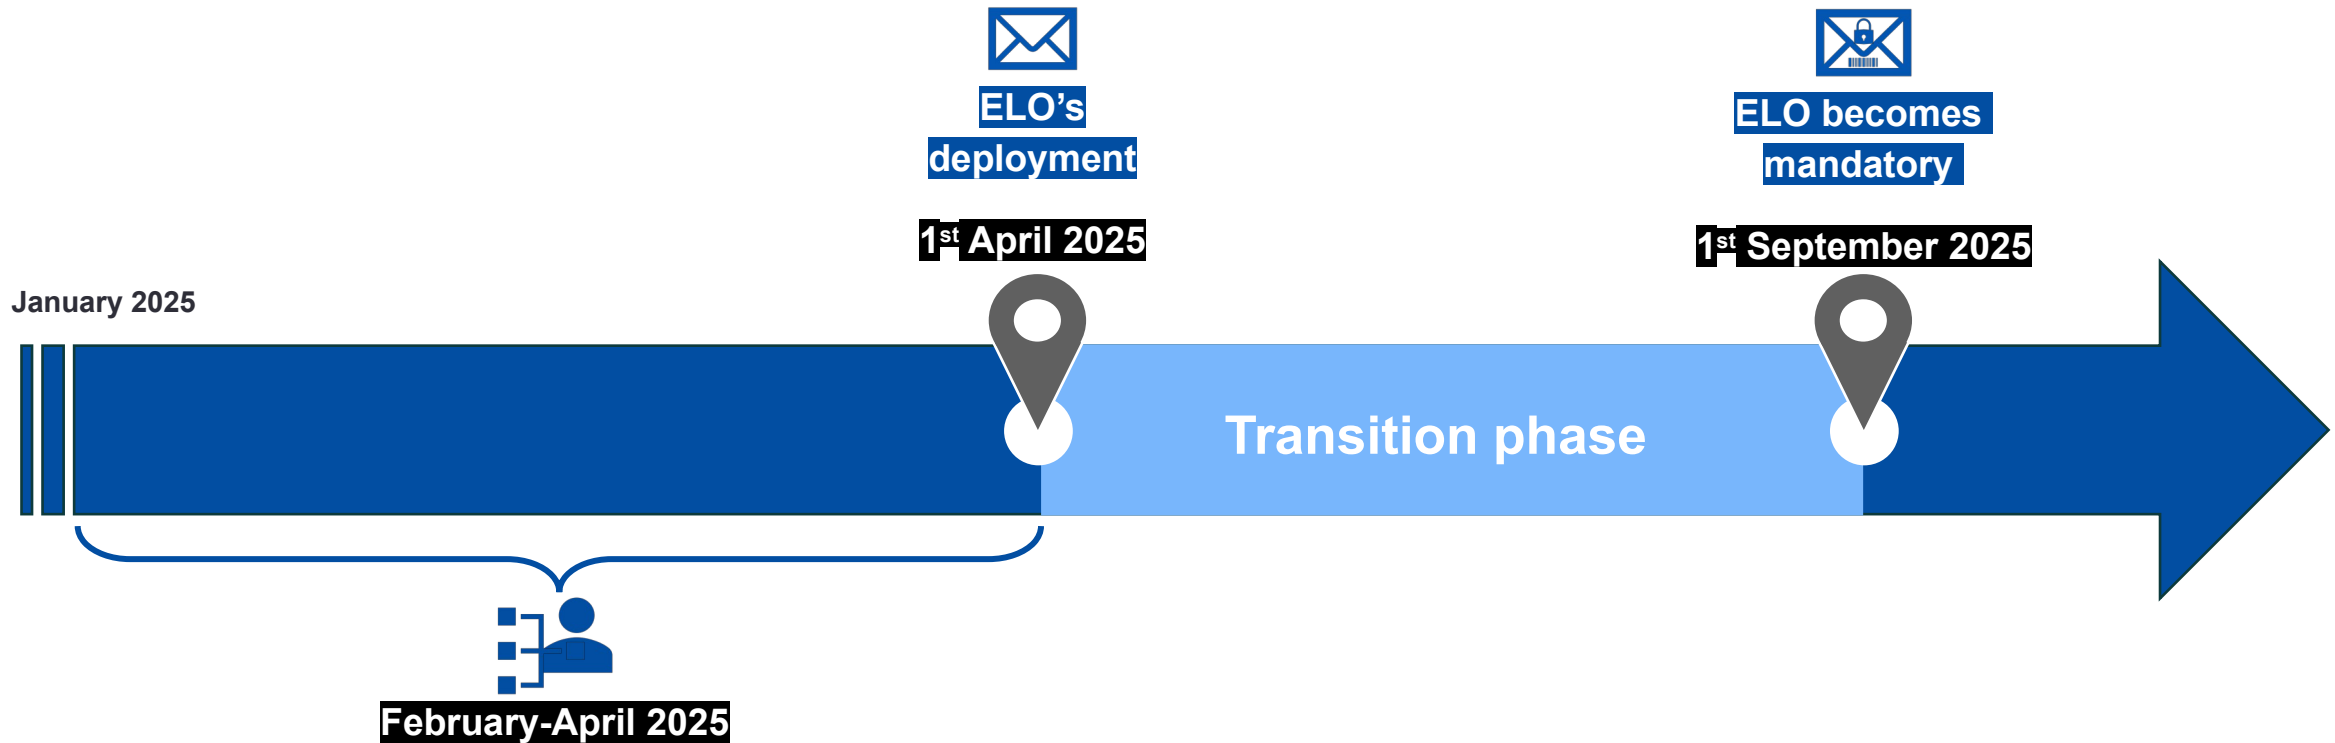 ELO’s
deployment
1st April 2025
ELO becomes
mandatory
1st September 2025
January 2025
Transition phase
February-April 2025